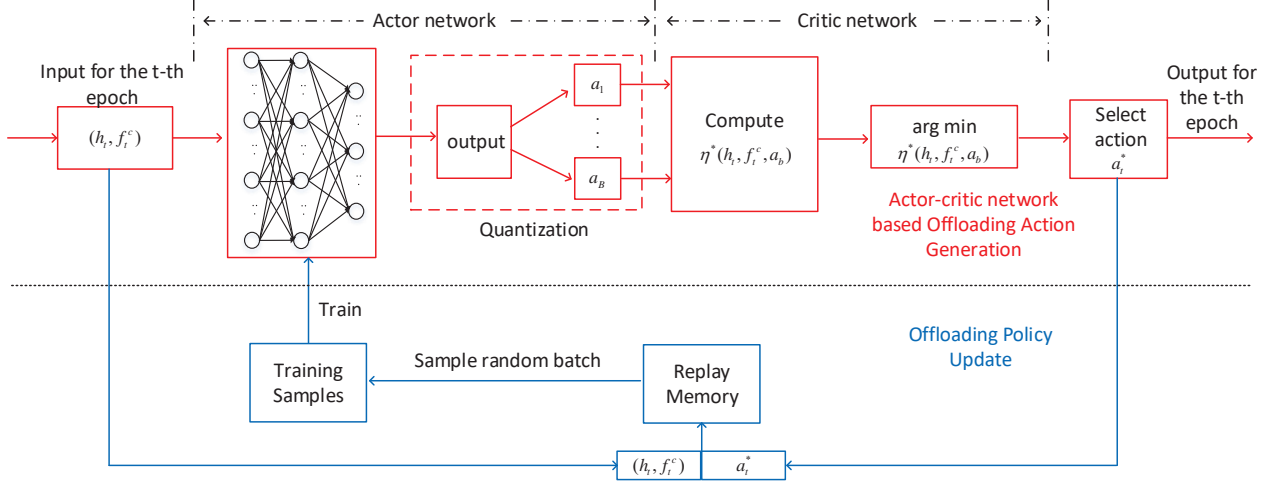 Actor network
Critic network
Input for the t-th
epoch
(h_t, f_t^c)
output
a_1
a_B
Quantization
Compute
η^*(h_t, f_t^c, a_b)
arg min
η^*(h_t, f_t^c, a_b)
Select
action
a_t^*
Output for
the t-th
epoch
Actor-critic network
based Offloading Action
Generation
Train
Offloading Policy
Update
Training
Samples
Sample random batch
Replay
Memory
(h_t, f_t^c)
a_t^*